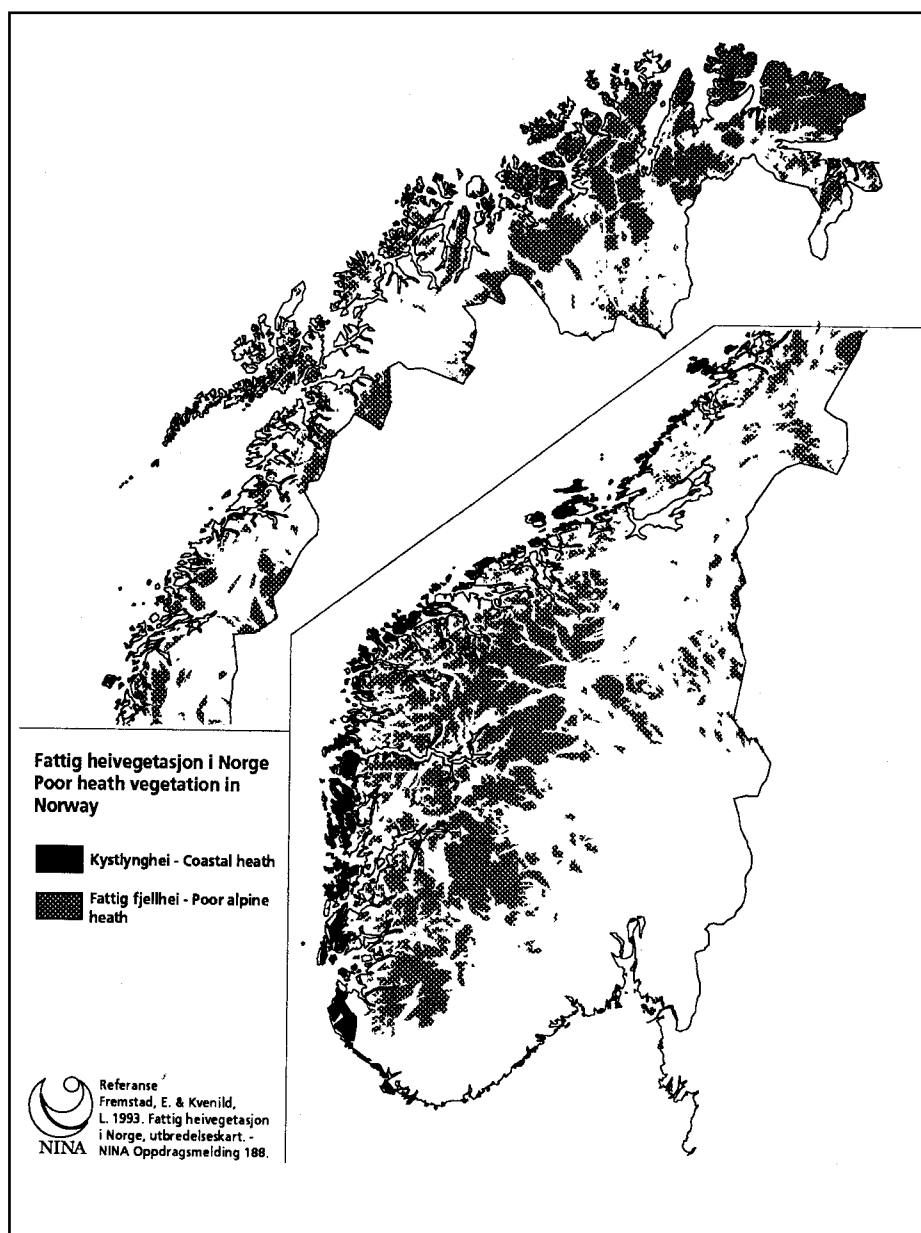 Fattig heivegetasjon i Norge
Poor heath vegetation in
Norway
Kystlynghei - Coastal heath
Fattig fjellhei - Poor alpine
heath
NINA
Referanse
Fremstad, E. & Kvenild,
L. 1993. Fattig heivegetasjon
i Norge, utbredelseskart. -
NINA Oppdragsmelding 188.